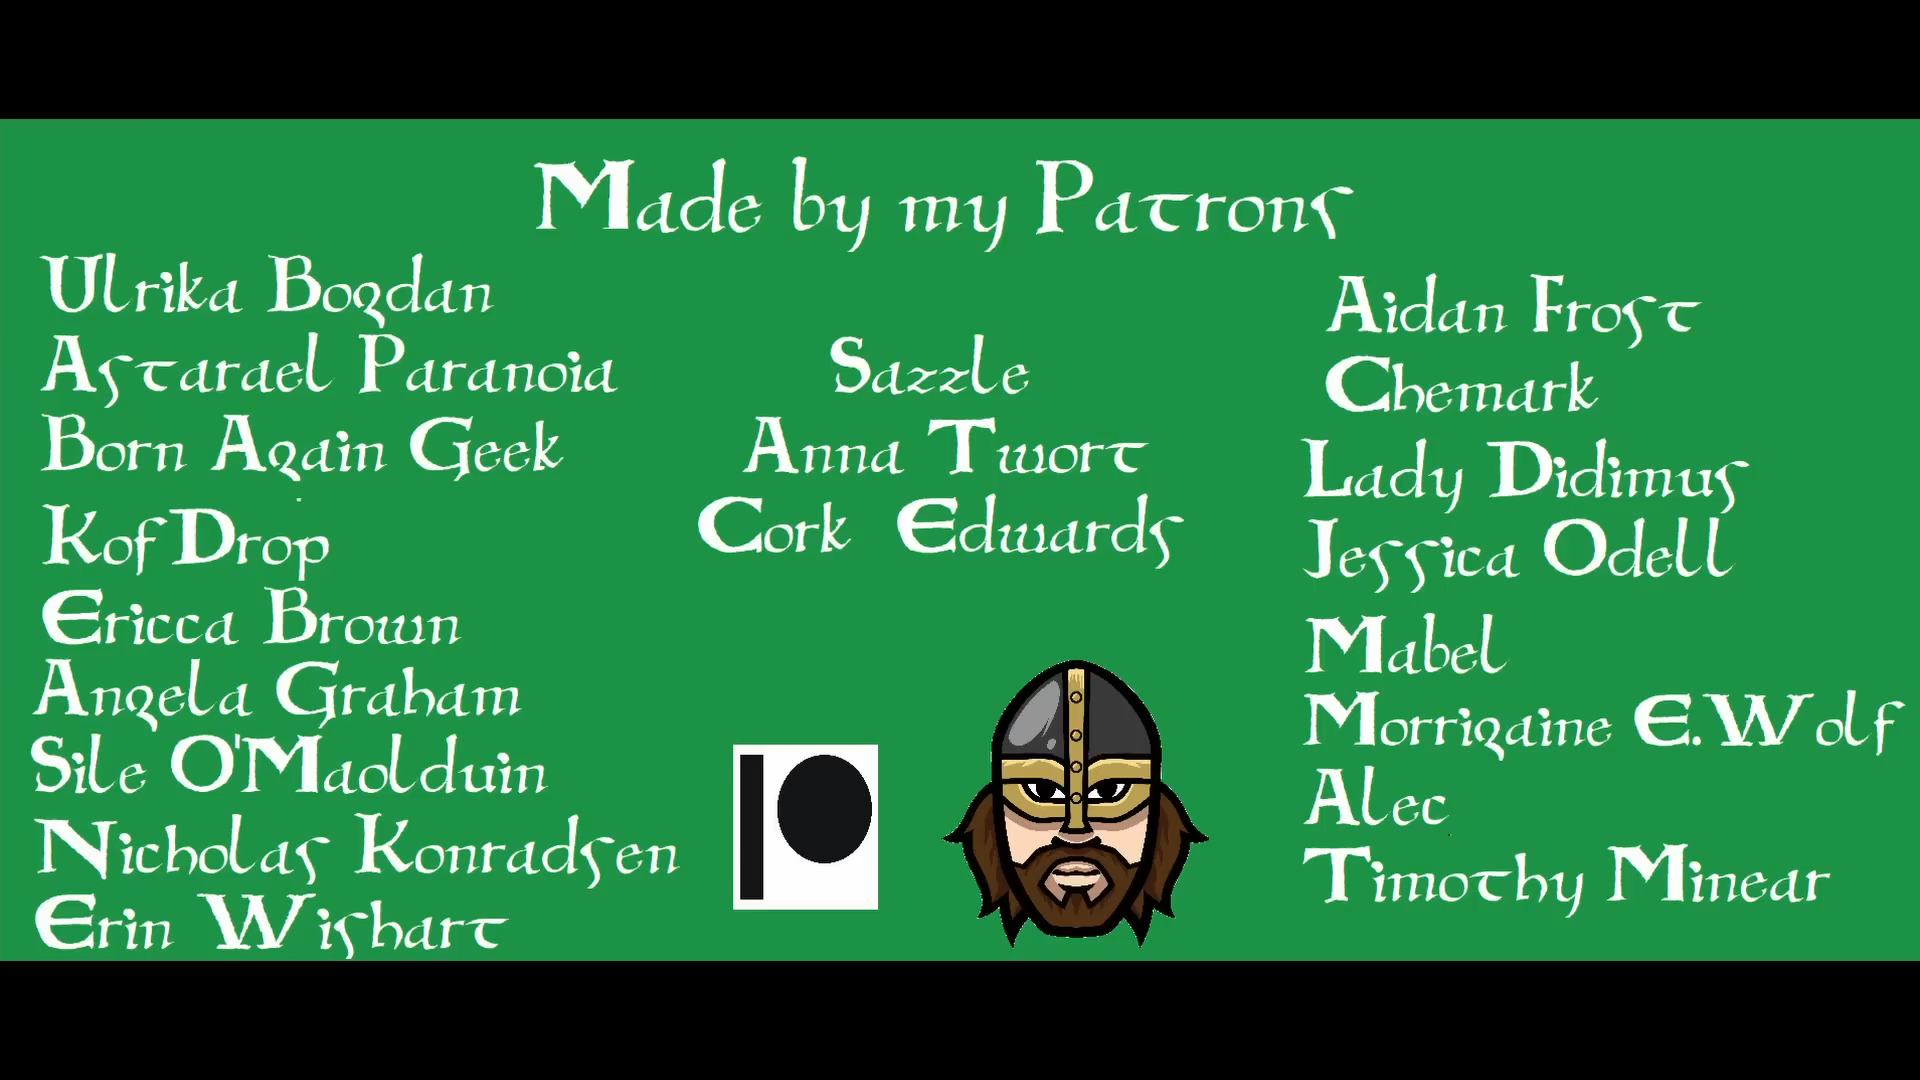 Made by my Patrons
Ulrika Bogdan
Astarael Paranoia
Born Again Geek
Kof Drop
Ericca Brown
Angela Graham
Sile O'Maolduin
Nicholas Konradsen
Erin Wishart
Sazzle
Anna Twort
Cork Edwards
Aidan Frost
Chemark
Lady Didimus
Jessica Odell
Mabel
Morrigaine E.Wolf
Alec
Timothy Minear